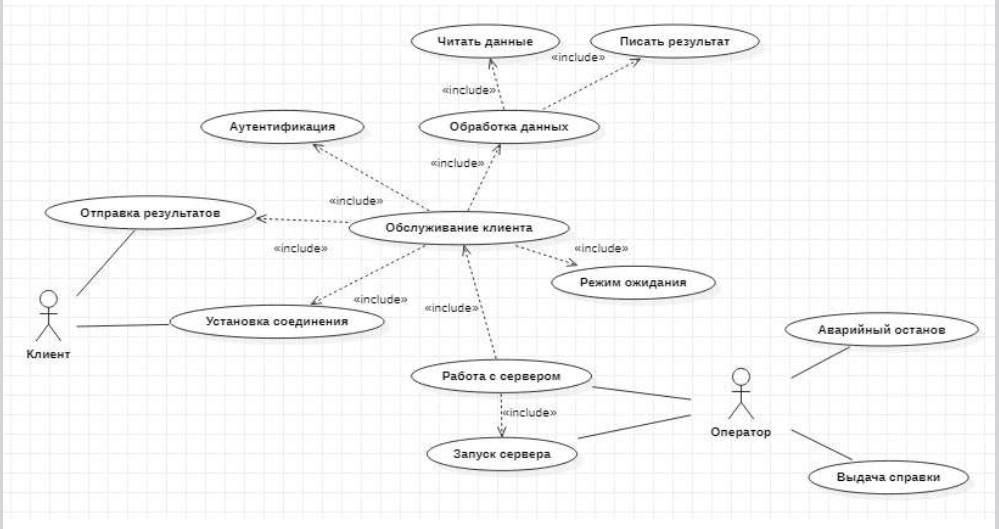 Читать данные
Писать результат
«include»
«include»
Аутентификация
Обработка данных
«include»
«include»
Отправка результатов
Обслуживание клиента
«include»
«include»
Режим ожидания
«include»
«include»
Установка соединения
Клиент
Аварийный останов
Работа с сервером
«include»
Оператор
Запуск сервера
Выдача справки